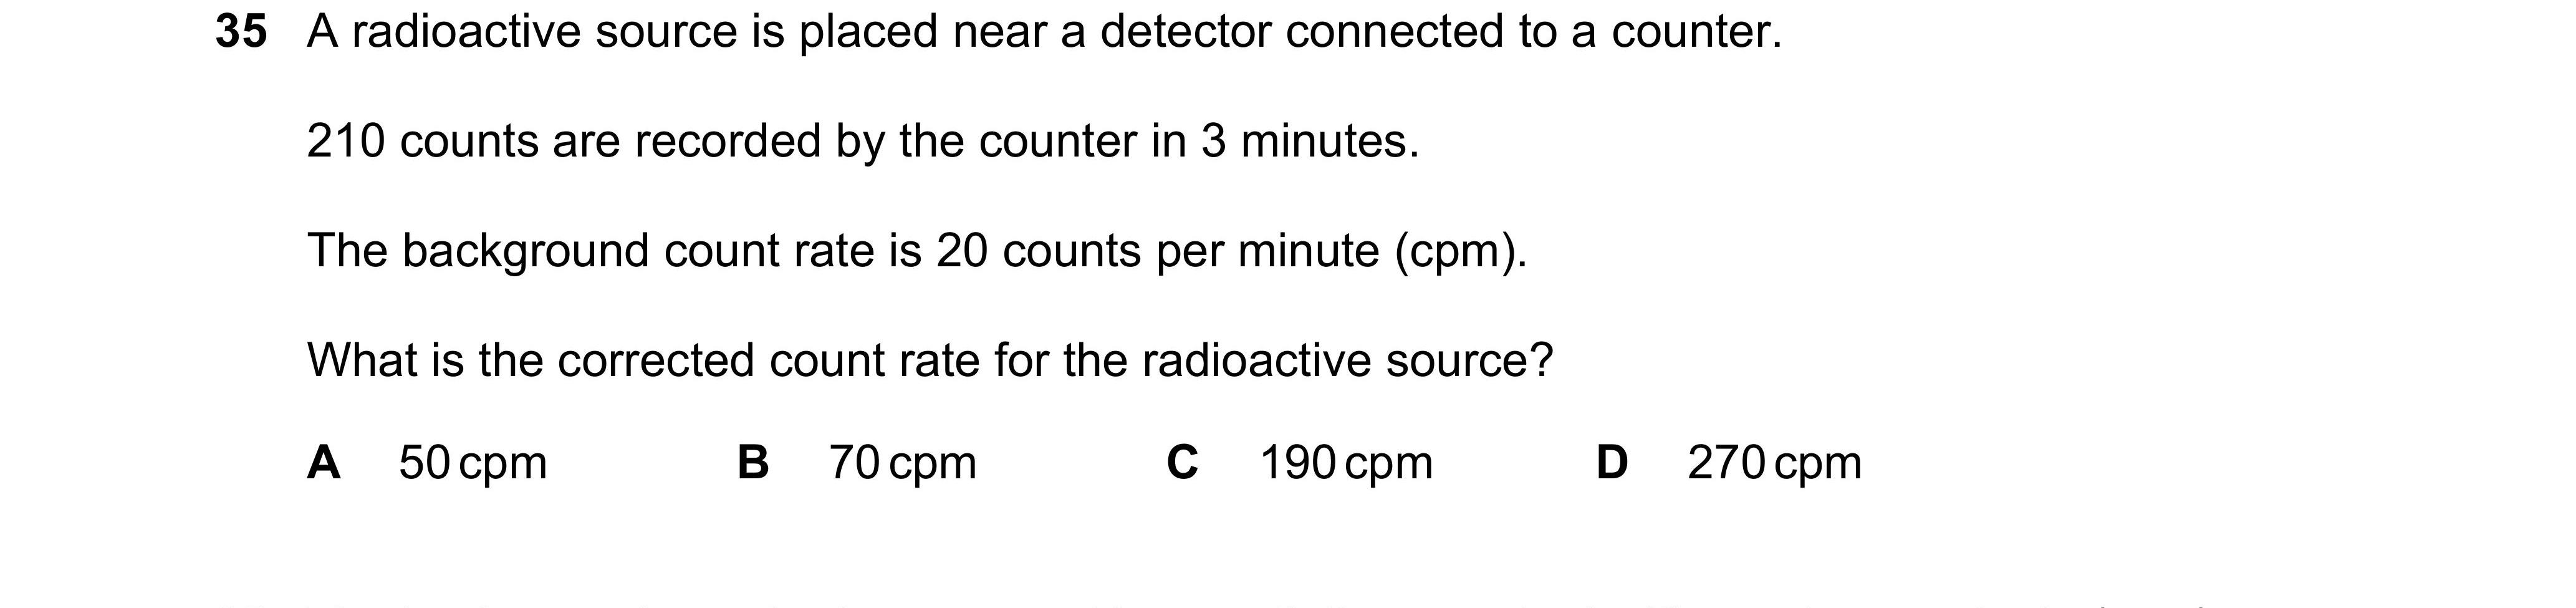 35 A radioactive source is placed near a detector connected to a counter.
210 counts are recorded by the counter in 3 minutes.
The background count rate is 20 counts per minute (cpm).
What is the corrected count rate for the radioactive source?
A 50 cpm B 70 cpm C 190 cpm D 270 cpm